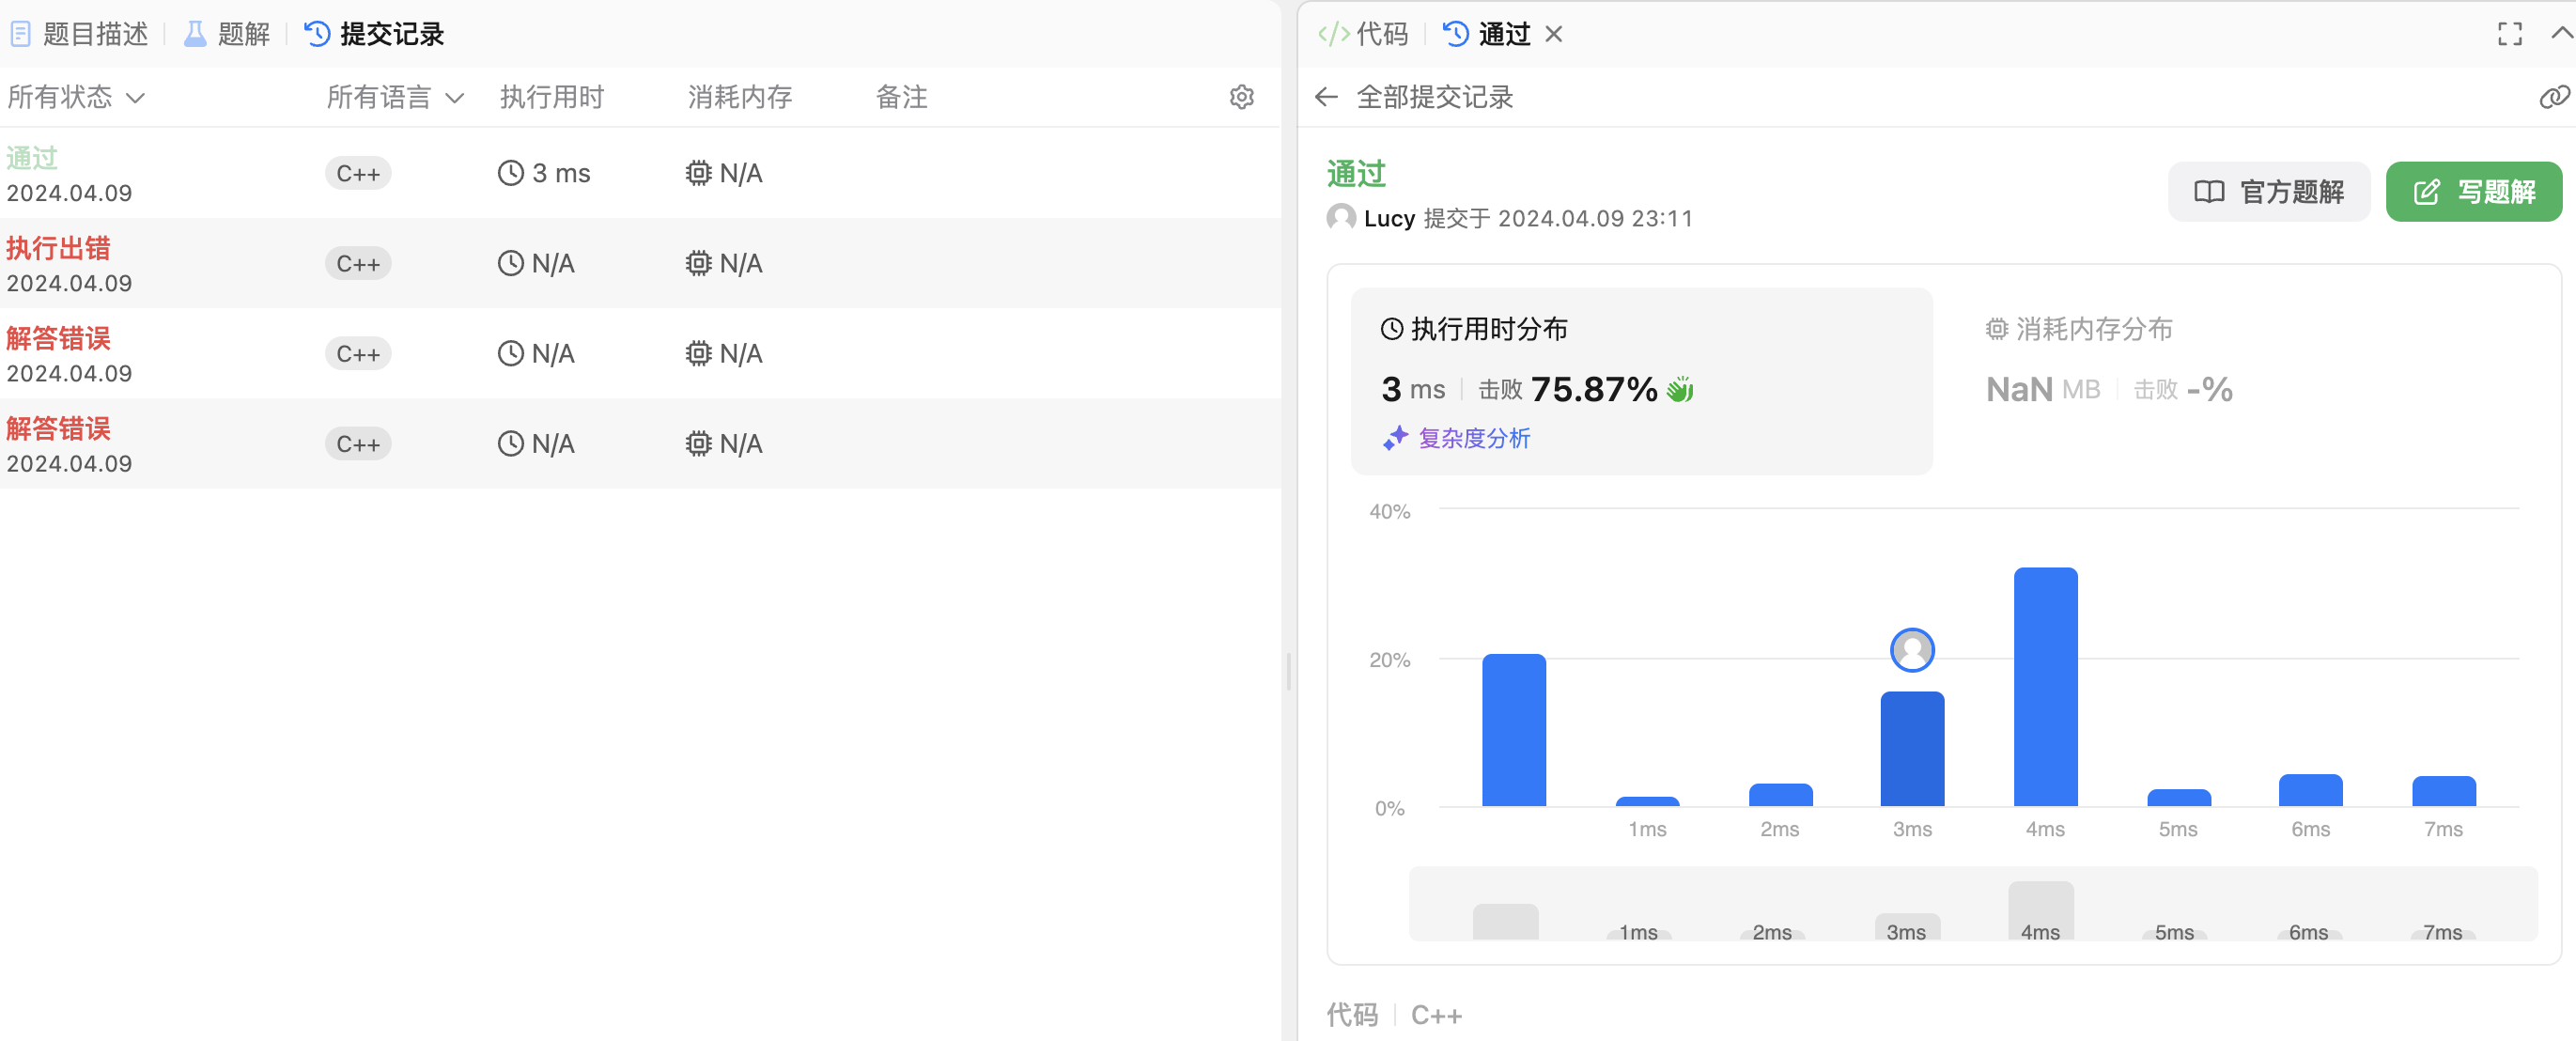 题目描述 题解 提交记录
所有状态 所有语言 执行用时 消耗内存 备注
通过
2024.04.09 C++ 3 ms N/A
执行出错
2024.04.09 C++ N/A N/A
解答错误
2024.04.09 C++ N/A N/A
解答错误
2024.04.09 C++ N/A N/A
</> 代码 通过
全部提交记录
通过
Lucy 提交于 2024.04.09 23:11
官方题解 写题解
执行用时分布
3 ms 击败 75.87%
复杂度分析
消耗内存分布
NaN MB 击败 -%
40%
20%
0%
1ms 2ms 3ms 4ms 5ms 6ms 7ms
1ms 2ms 3ms 4ms 5ms 6ms 7ms
代码 C++